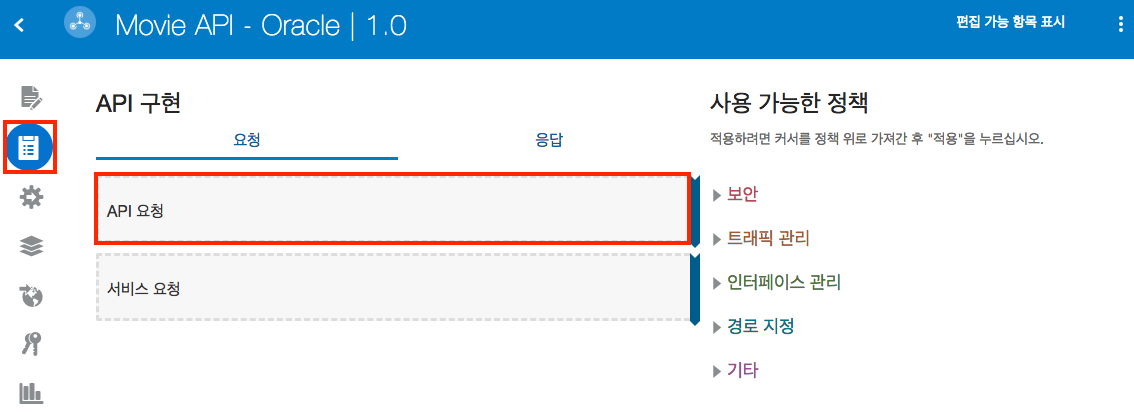 Movie API - Oracle | 1.0
편집 가능 항목 표시
API 구현
요청
응답
API 요청
서비스 요청
사용 가능한 정책
적용하려면 커서를 정책 위로 가져간 후 "적용"을 누르십시오.
보안
트래픽 관리
인터페이스 관리
경로 지정
기타